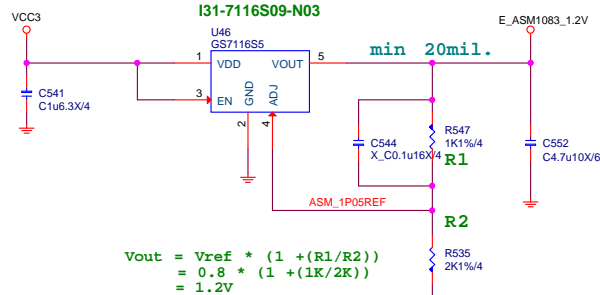 I31-7116S09-N03
VCC3
E_ASM1083_1.2V
U46
GS7116S5
min 20mil.
1
VDD
VOUT
5
3
EN
GND
ADJ
2
4
C541
C1u6.3X/4
C544
X_C0.1u16X/4
R547
1K1%/4
R1
C552
C4.7u10X/6
ASM_1P05REF
R2
R535
2K1%/4
Vout = Vref * (1 +(R1/R2))
= 0.8 * (1 +(1K/2K))
= 1.2V